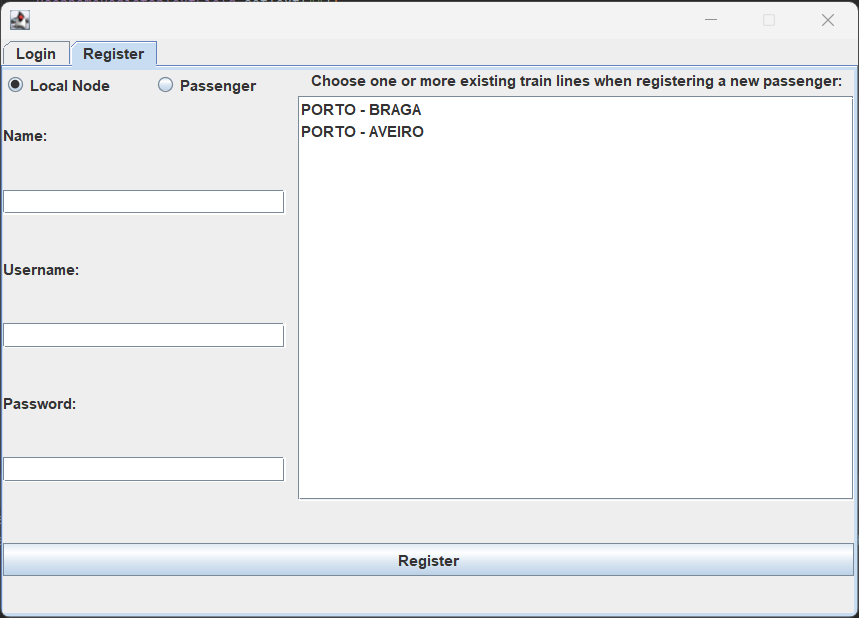 Login Register
Local Node Passenger Choose one or more existing train lines when registering a new passenger:
PORTO - BRAGA
PORTO - AVEIRO
Name:
Username:
Password:
Register